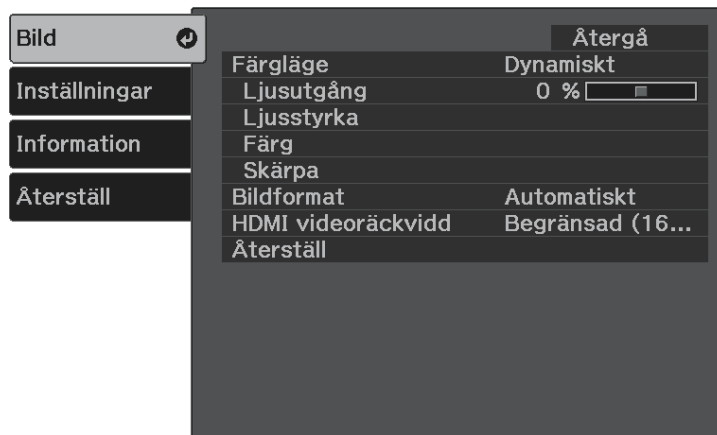 Bild
Inställningar
Information
Återställ
Återgå
Färgläge Dynamiskt
Ljusutgång 0 %
Ljusstyrka
Färg
Skärpa
Bildformat Automatiskt
HDMI videoräckvidd Begränsad (16...
Återställ